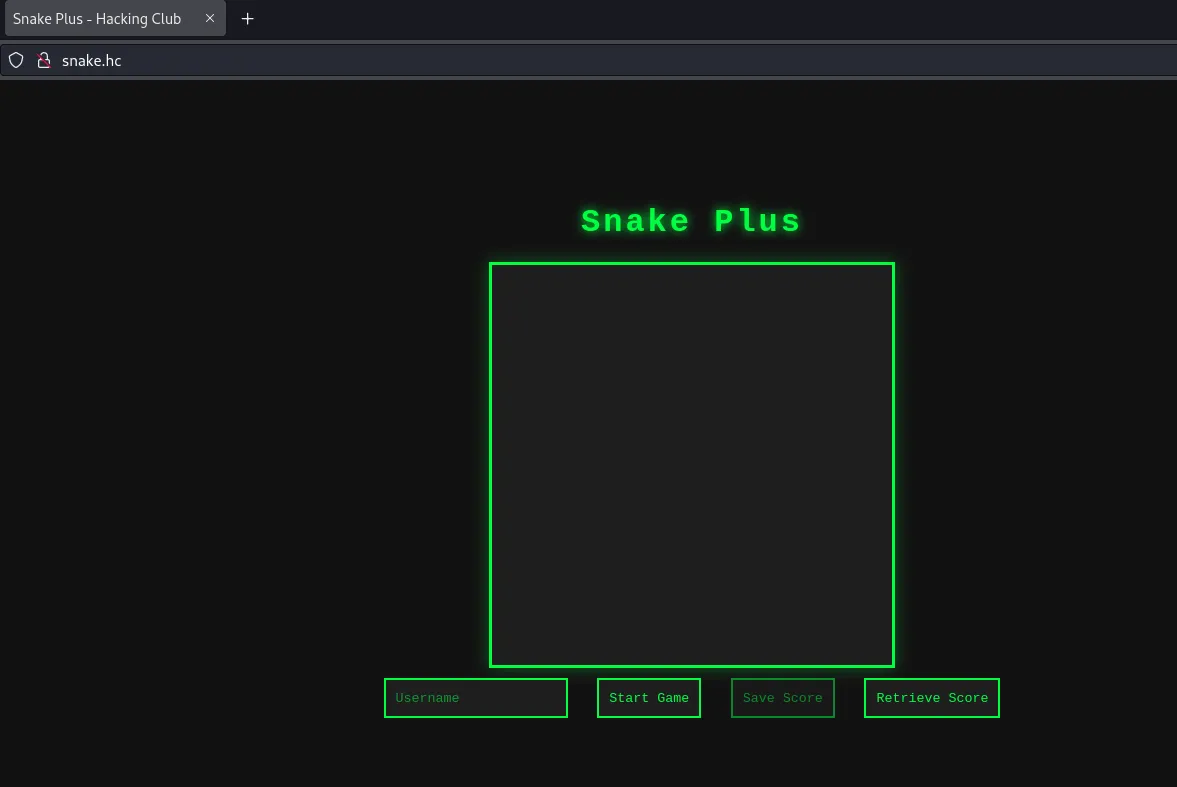 Snake Plus - Hacking Club
snake.hc
Snake Plus
Username
Start Game
Save Score
Retrieve Score